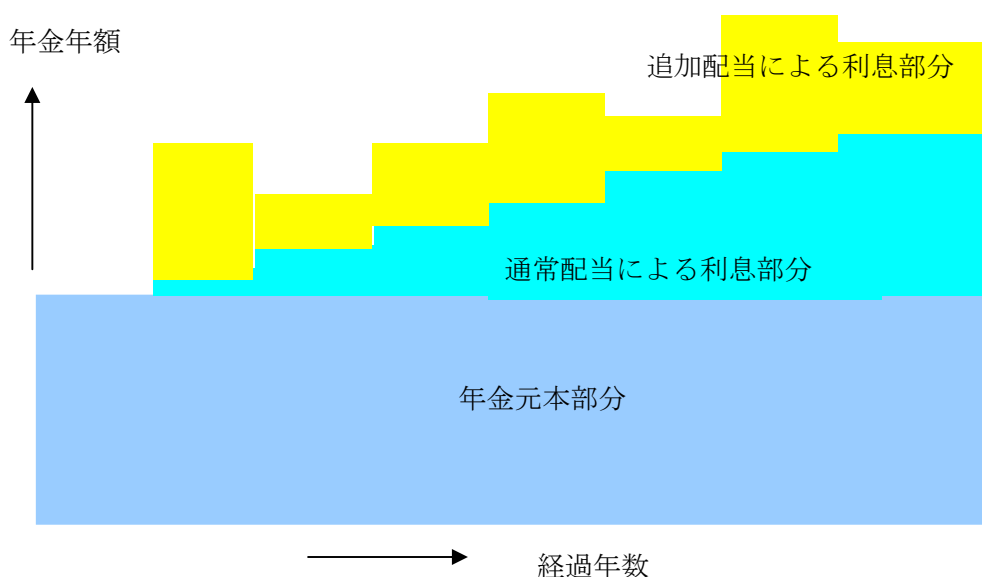 年金年額
追加配当による利息部分
通常配当による利息部分
年金元本部分
経過年数